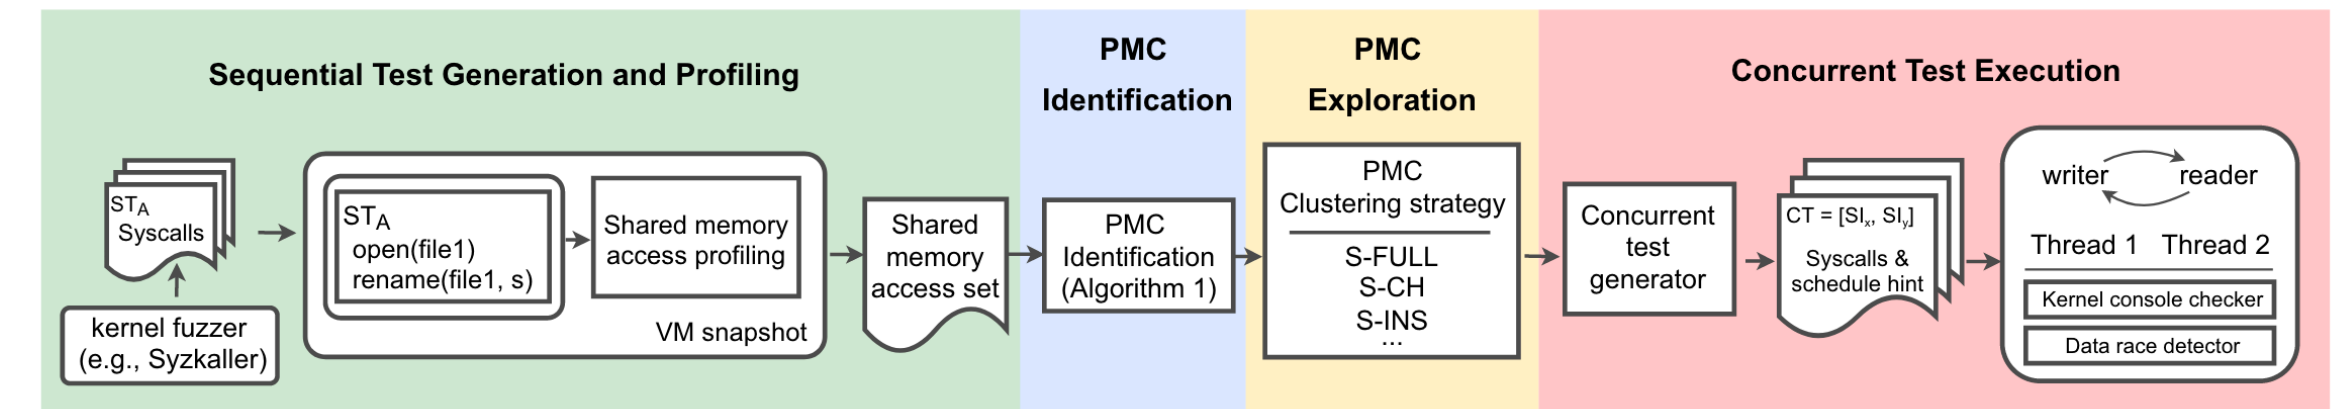 Sequential Test Generation and Profiling
STA
Syscalls
kernel fuzzer
(e.g., Syzkaller)
STA
open(file1)
rename(file1, s)
Shared memory
access profiling
VM snapshot
Shared
memory
access set
PMC
Identification
PMC
Identification
(Algorithm 1)
PMC
Exploration
PMC
Clustering strategy
S-FULL
S-CH
S-INS
...
Concurrent Test Execution
Concurrent
test
generator
CT = [SIx, SIy]
Syscalls &
schedule hint
writer reader
Thread 1 Thread 2
Kernel console checker
Data race detector